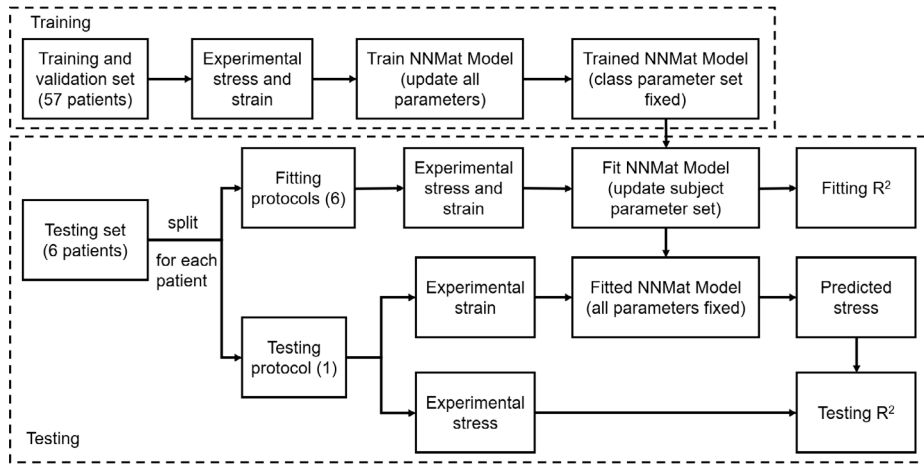 Training
Training and
validation set
(57 patients)
Experimental
stress and
strain
Train NNMat Model
(update all
parameters)
Trained NNMat Model
(class parameter set
fixed)
Testing set
(6 patients)
split
for each
patient
Fitting
protocols (6)
Experimental
stress and
strain
Fit NNMat Model
(update subject
parameter set)
Fitting R²
Testing
protocol (1)
Experimental
strain
Fitted NNMat Model
(all parameters fixed)
Predicted
stress
Experimental
stress
Testing R²
Testing